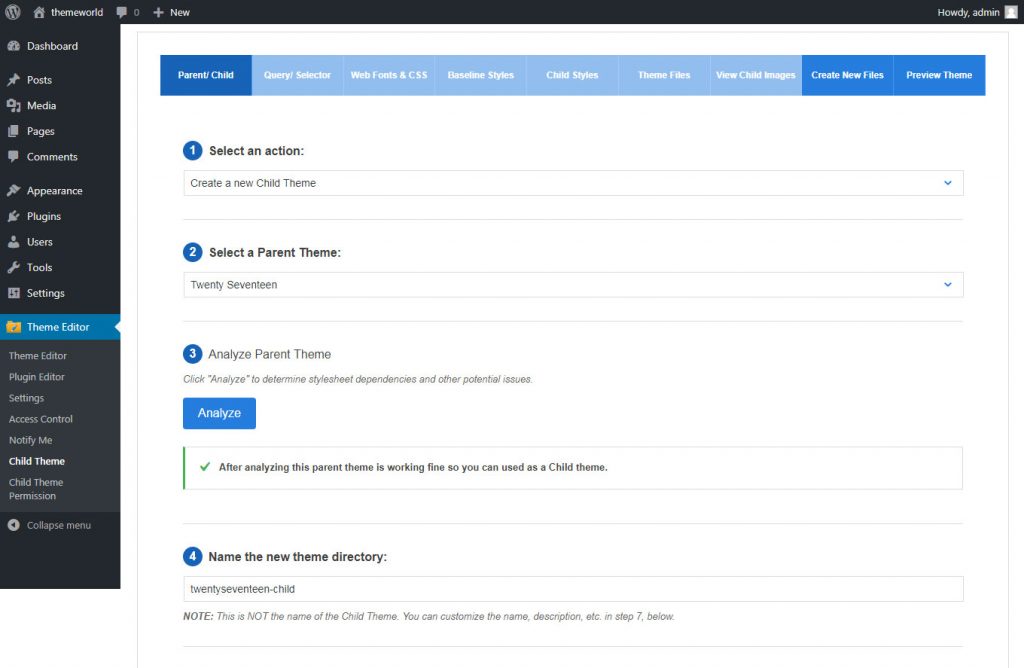 themeworld 0 New Howdy, admin
Dashboard
Posts
Media
Pages
Comments
Appearance
Plugins
Users
Tools
Settings
Theme Editor
Theme Editor
Plugin Editor
Settings
Access Control
Notify Me
Child Theme
Child Theme
Permission
Collapse menu
Parent/ Child Query/ Selector Web Fonts & CSS Baseline Styles Child Styles Theme Files View Child Images Create New Files Preview Theme
1 Select an action:
Create a new Child Theme
2 Select a Parent Theme:
Twenty Seventeen
3 Analyze Parent Theme
Click "Analyze" to determine stylesheet dependencies and other potential issues.
Analyze
After analyzing this parent theme is working fine so you can used as a Child theme.
4 Name the new theme directory:
twentyseventeen-child
NOTE: This is NOT the name of the Child Theme. You can customize the name, description, etc. in step 7, below.